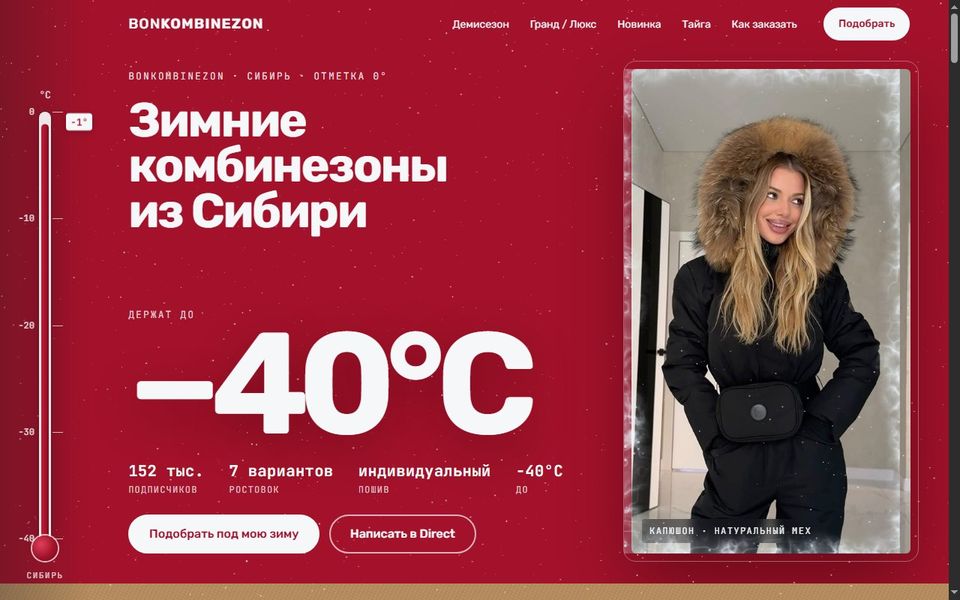 BONKOMBINEZON
Демисезон
Гранд / Люкс
Новинка
Тайга
Как заказать
Подобрать
BONKOMBINEZON · СИБИРЬ · ОТМЕТКА 0°
Зимние
комбинезоны
из Сибири
ДЕРЖАТ ДО
−40°C
152 тыс.
ПОДПИСЧИКОВ
7 вариантов
РОСТОВОК
индивидуальный
ПОШИВ
-40°C
ДО
Подобрать под мою зиму
Написать в Direct
°C
0
-1°
-10
-20
-30
-40
СИБИРЬ
КАПЮШОН · НАТУРАЛЬНЫЙ МЕХ